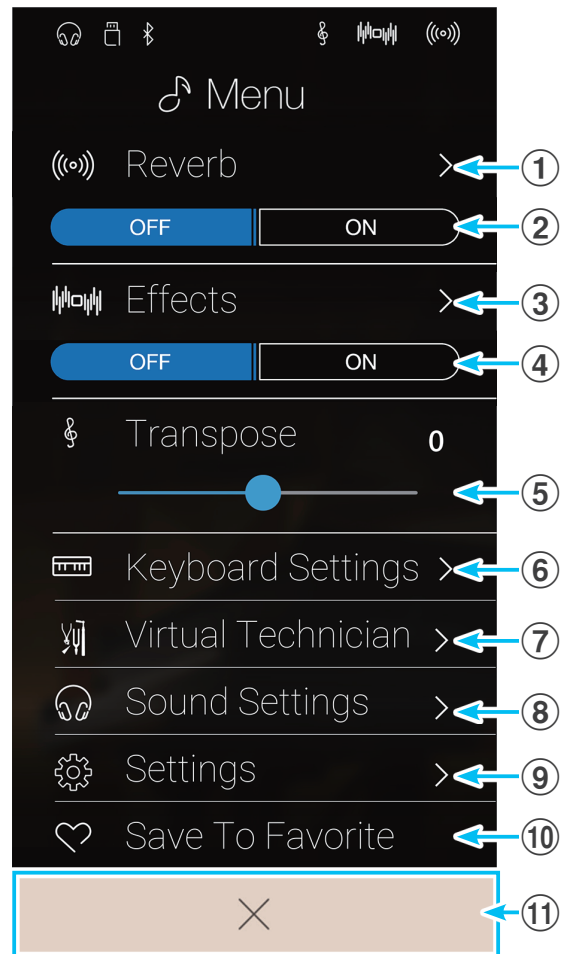 Menu
Reverb
①
OFF ON
②
Effects
③
OFF ON
④
Transpose 0
⑤
Keyboard Settings
⑥
Virtual Technician
⑦
Sound Settings
⑧
Settings
⑨
Save To Favorite
⑩
⑪